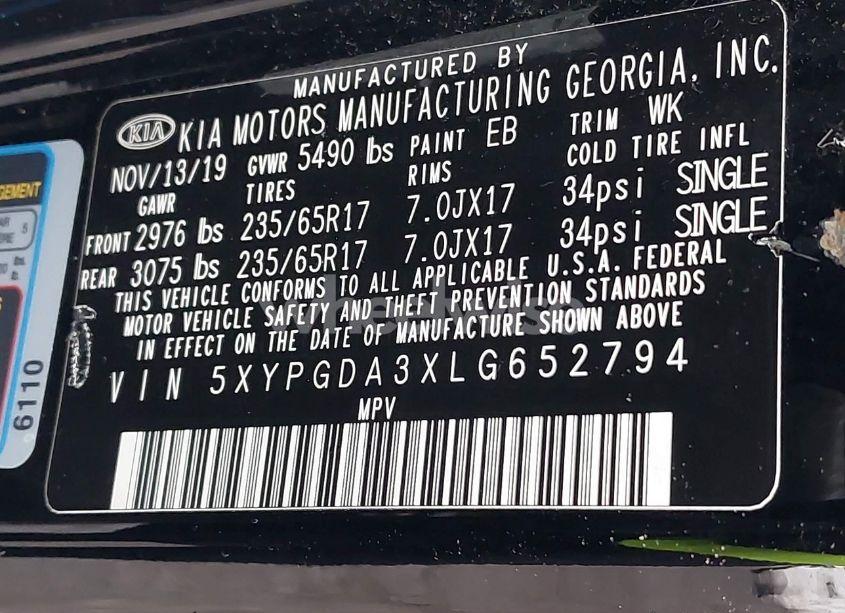 MANUFACTURED BY
KIA KIA MOTORS MANUFACTURING GEORGIA, INC.
NOV/13/19 GVWR 5490 lbs PAINT EB TRIM WK
GAWR TIRES RIMS COLD TIRE INFL
FRONT 2976 lbs 235/65R17 7.0JX17 34psi SINGLE
REAR 3075 lbs 235/65R17 7.0JX17 34psi SINGLE
THIS VEHICLE CONFORMS TO ALL APPLICABLE U.S.A. FEDERAL
MOTOR VEHICLE SAFETY AND THEFT PREVENTION STANDARDS
IN EFFECT ON THE DATE OF MANUFACTURE SHOWN ABOVE
VIN 5XYPGDA3XLG652794
MPV
6110